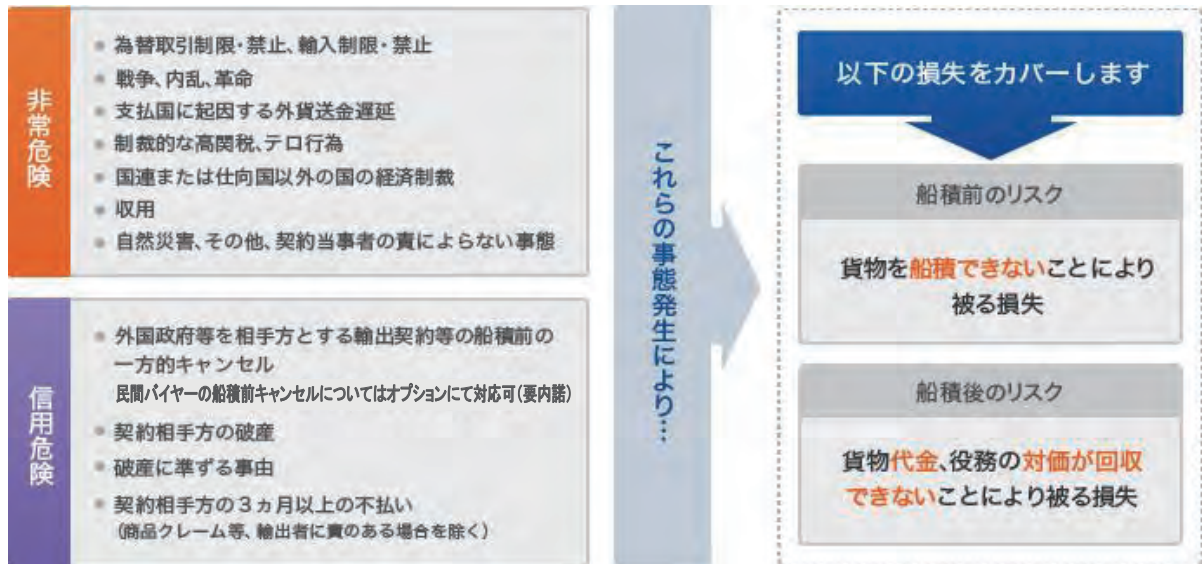 非常危険
為替取引制限・禁止、輸入制限・禁止
戦争、内乱、革命
支払国に起因する外貨送金遅延
制裁的な高関税、テロ行為
国連または仕向国以外の国の経済制裁
収用
自然災害、その他、契約当事者の責によらない事態
信用危険
外国政府等を相手方とする輸出契約等の船積前の
一方的キャンセル
民間バイヤーの船積前キャンセルについてはオプションにて対応可(要内諾)
契約相手方の破産
破産に準ずる事由
契約相手方の3ヵ月以上の不払い
(商品クレーム等、輸出者に責のある場合を除く)
これらの事態発生により…
以下の損失をカバーします
船積前のリスク
貨物を船積できないことにより
被る損失
船積後のリスク
貨物代金、役務の対価が回収
できないことにより被る損失